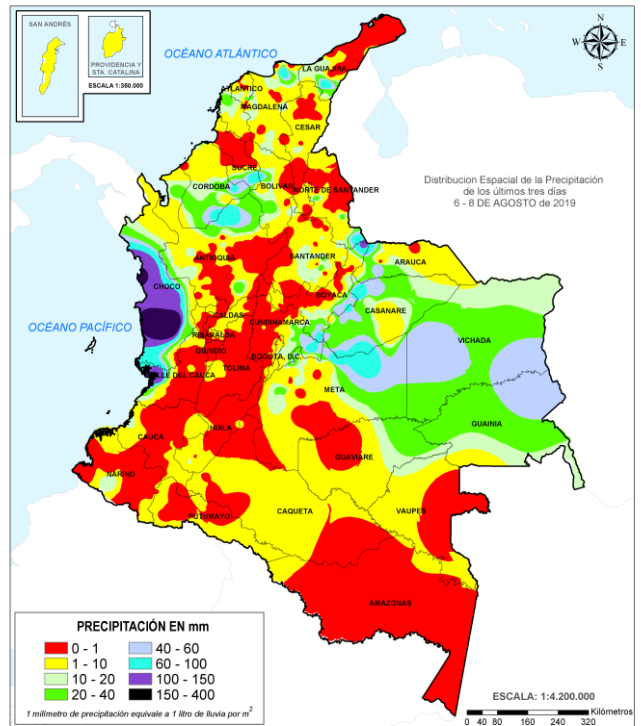 SAN ANDRÉS
PROVIDENCIA Y
STA. CATALINA
ESCALA 1:350.000
OCÉANO ATLÁNTICO
N
W E
S
LA GUAJIRA
ATLANTICO
MAGDALENA
CESAR
SUCRE
CORDOBA
BOLIVAR
NORTE DE SANTANDER
Distribucion Espacial de la Precipitación
de los últimos tres días
6 - 8 DE AGOSTO de 2019
ANTIOQUIA
SANTANDER
ARAUCA
CHOCO
BOYACA
CASANARE
OCÉANO PACÍFICO
CALDAS
CUNDINAMARCA
RISARALDA
VICHADA
QUINDIO
BOGOTA, D.C.
TOLIMA
VALLE DEL CAUCA
META
GUAINIA
CAUCA
HUILA
GUAVIARE
NARIÑO
CAQUETA
VAUPES
PUTUMAYO
AMAZONAS
PRECIPITACIÓN EN mm
0 - 1 40 - 60
1 - 10 60 - 100
10 - 20 100 - 150
20 - 40 150 - 400
1 milímetro de precipitación equivale a 1 litro de lluvia por m²
ESCALA: 1:4.200.000
Kilómetros
0 40 80 160 240 320